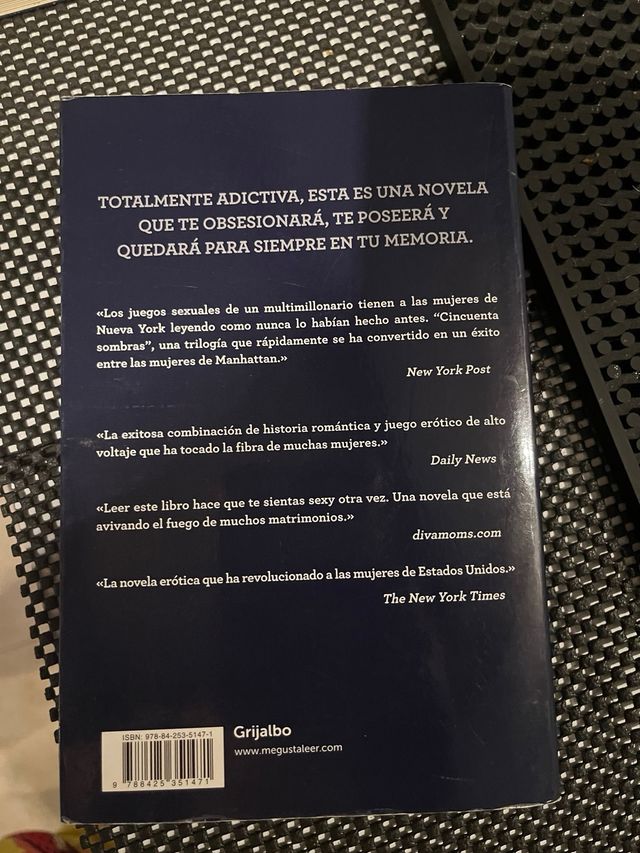 TOTALMENTE ADICTIVA, ESTA ES UNA NOVELA
QUE TE OBSESIONARÁ, TE POSEERÁ Y
QUEDARÁ PARA SIEMPRE EN TU MEMORIA.
«Los juegos sexuales de un multimillonario tienen a las mujeres de
Nueva York leyendo como nunca lo habían hecho antes. “Cincuenta
sombras”, una trilogía que rápidamente se ha convertido en un éxito
entre las mujeres de Manhattan.»
New York Post
«La exitosa combinación de historia romántica y juego erótico de alto
voltaje que ha tocado la fibra de muchas mujeres.»
Daily News
«Leer este libro hace que te sientas sexy otra vez. Una novela que está
avivando el fuego de muchos matrimonios.»
divamoms.com
«La novela erótica que ha revolucionado a las mujeres de Estados Unidos.»
The New York Times
ISBN: 978-84-253-5147-1
9 788425 351471
Grijalbo
www.megustaleer.com